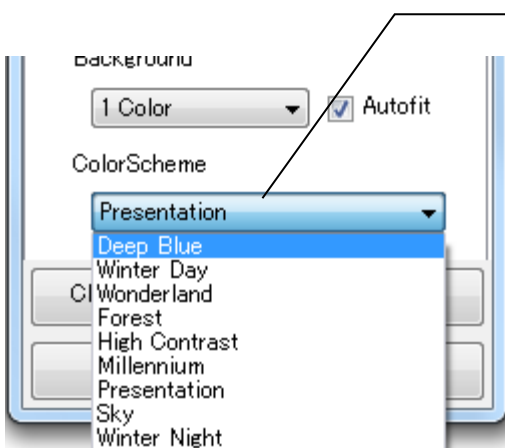 Background
1 Color
Autofit
ColorScheme
Presentation
Deep Blue
Winter Day
Cl
Wonderland
Forest
High Contrast
Millennium
Presentation
Sky
Winter Night